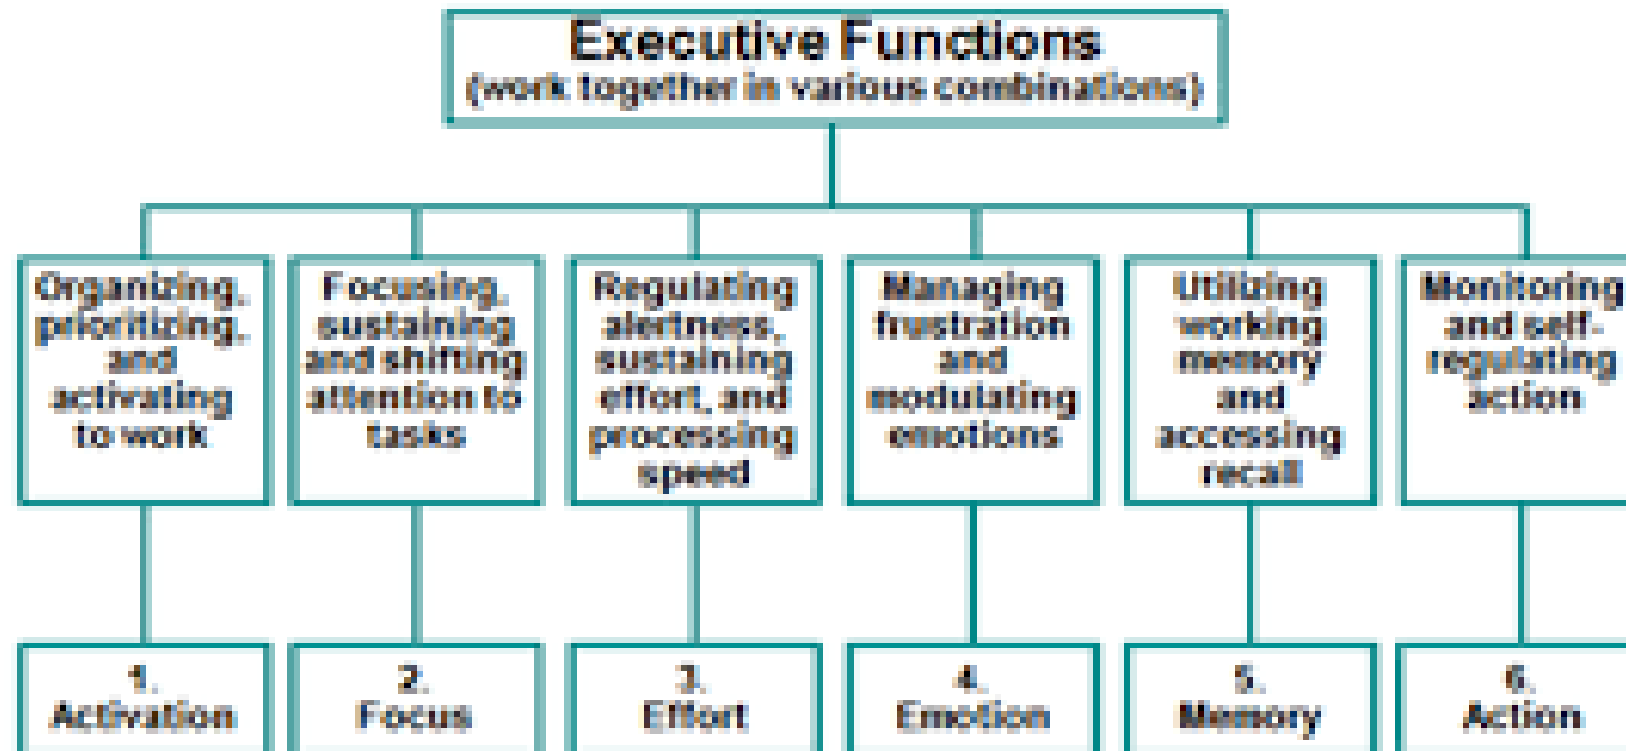 Executive Functions
(work together in various combinations)
Organizing,
prioritizing,
and
activating
to work
Focusing,
sustaining
and shifting
attention to
tasks
Regulating
alertness,
sustaining
effort, and
processing
speed
Managing
frustration
and
modulating
emotions
Utilizing
working
memory
and
accessing
recall
Monitoring
and self-
regulating
action
1.
Activation
2.
Focus
3.
Effort
4.
Emotion
5.
Memory
6.
Action